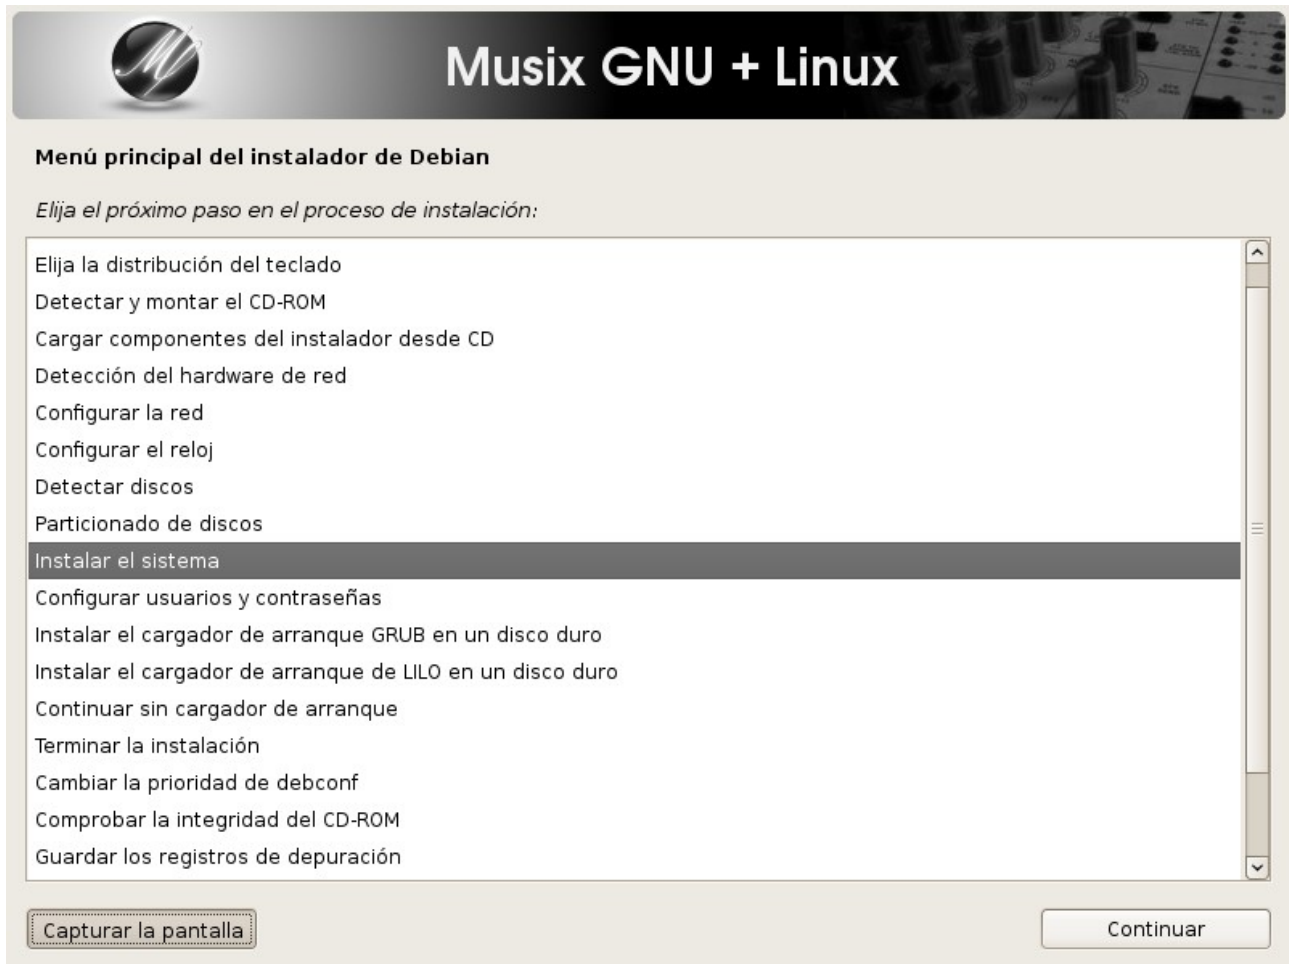 Musix GNU + Linux
Menú principal del instalador de Debian
Elija el próximo paso en el proceso de instalación:
Elija la distribución del teclado
Detectar y montar el CD-ROM
Cargar componentes del instalador desde CD
Detección del hardware de red
Configurar la red
Configurar el reloj
Detectar discos
Particionado de discos
Instalar el sistema
Configurar usuarios y contraseñas
Instalar el cargador de arranque GRUB en un disco duro
Instalar el cargador de arranque de LILO en un disco duro
Continuar sin cargador de arranque
Terminar la instalación
Cambiar la prioridad de debconf
Comprobar la integridad del CD-ROM
Guardar los registros de depuración
Capturar la pantalla
Continuar